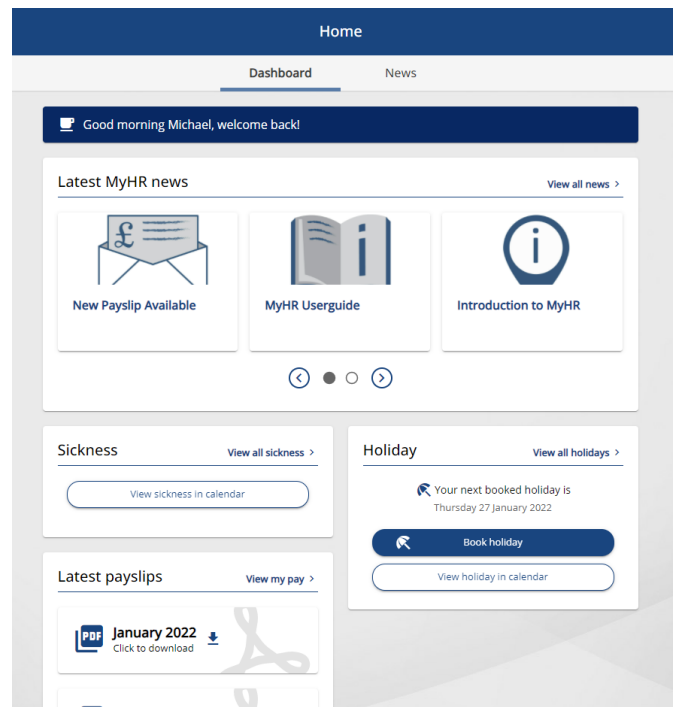 Home
Dashboard
News
Good morning Michael, welcome back!
Latest MyHR news
View all news >
£
i
i
New Payslip Available
MyHR Userguide
Introduction to MyHR
Sickness
View all sickness >
View sickness in calendar
Holiday
View all holidays >
Your next booked holiday is
Thursday 27 January 2022
Book holiday
View holiday in calendar
Latest payslips
View my pay >
PDF
January 2022
Click to download